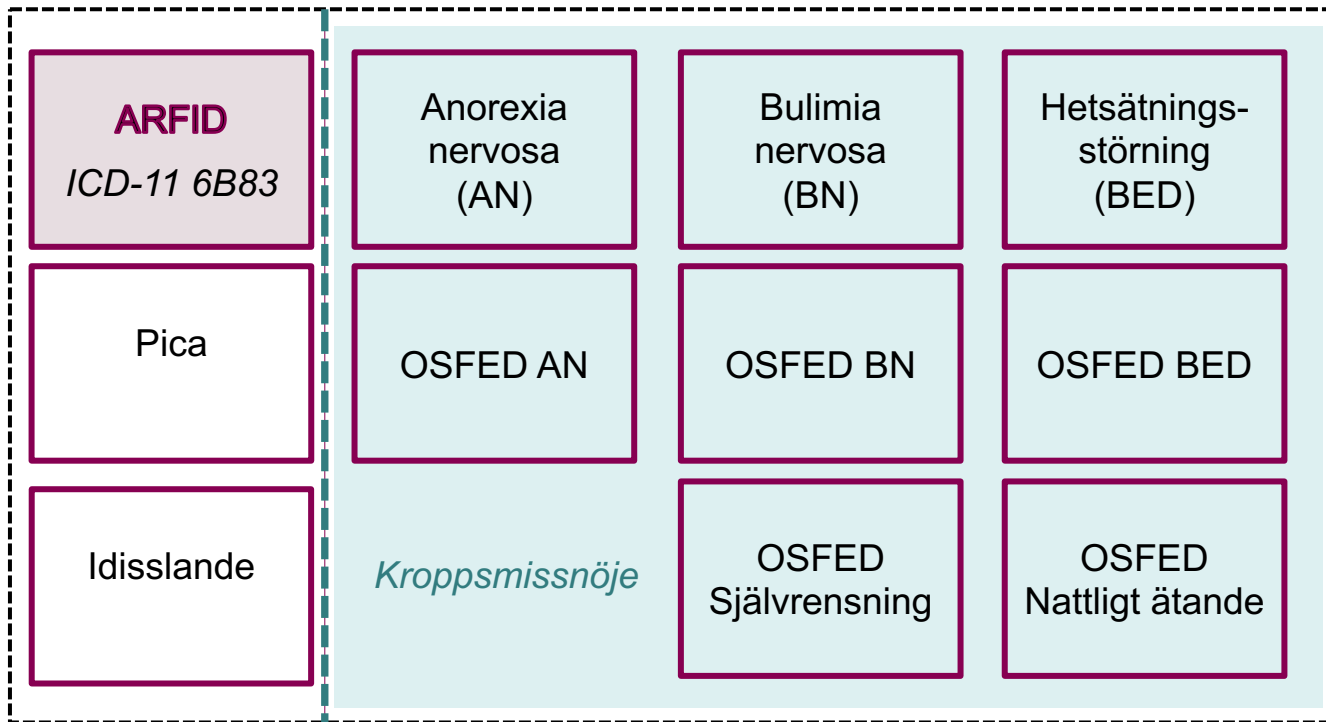 ARFID
ICD-11 6B83
Anorexia
nervosa
(AN)
Bulimia
nervosa
(BN)
Hetsätnings-
störning
(BED)
Pica
OSFED AN
OSFED BN
OSFED BED
Idisslande
Kroppsmissnöje
OSFED
Självrensning
OSFED
Nattligt ätande